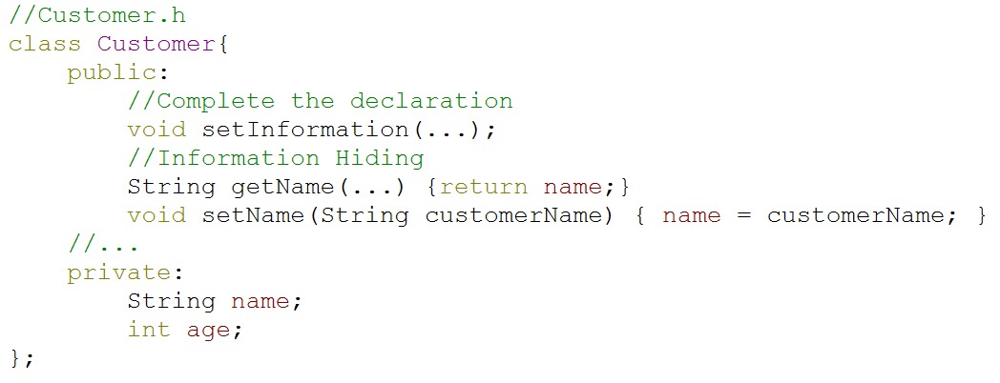 //Customer.h
class Customer{
    public:
        //Complete the declaration
        void setInformation(...);
        //Information Hiding
        String getName(...) {return name;}
        void setName(String customerName) { name = customerName; }
    //...
    private:
        String name;
        int age;
};